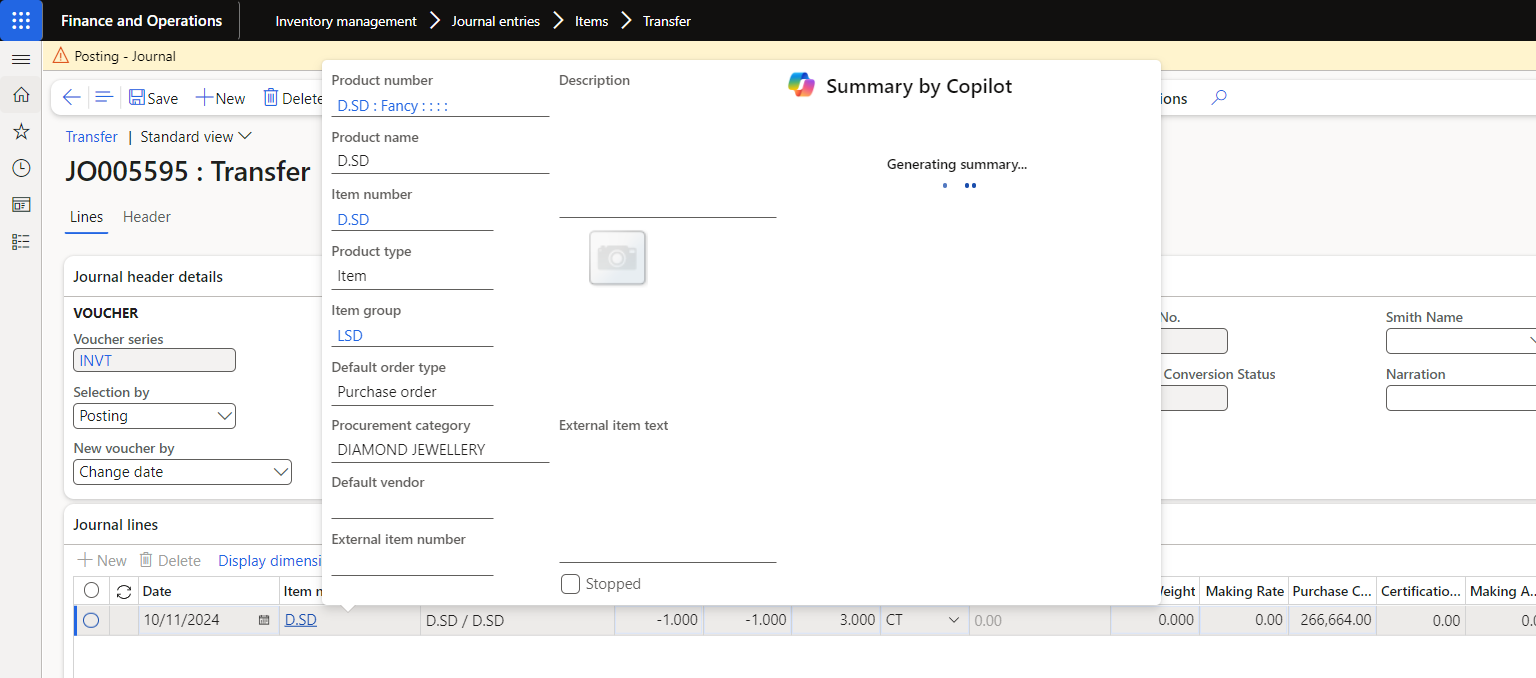 Finance and Operations
Inventory management > Journal entries > Items > Transfer
Posting - Journal
Save New Delete
ions
Transfer | Standard view
JO005595 : Transfer
Lines Header
Journal header details
VOUCHER
Voucher series
INVT
Selection by
Posting
New voucher by
Change date
Product number
D.SD : Fancy : : : :
Product name
D.SD
Item number
D.SD
Product type
Item
Item group
LSD
Default order type
Purchase order
Procurement category
DIAMOND JEWELLERY
Default vendor
External item number
Description
External item text
Stopped
Summary by Copilot
Generating summary...
No.
Conversion Status
Smith Name
Narration
Journal lines
New Delete Display dimensi
Date Item n eight Making Rate Purchase C... Certificatio... Making A...
10/11/2024 D.SD D.SD / D.SD -1.000 -1.000 3.000 CT 0.00 0.000 0.00 266,664.00 0.00 0.0